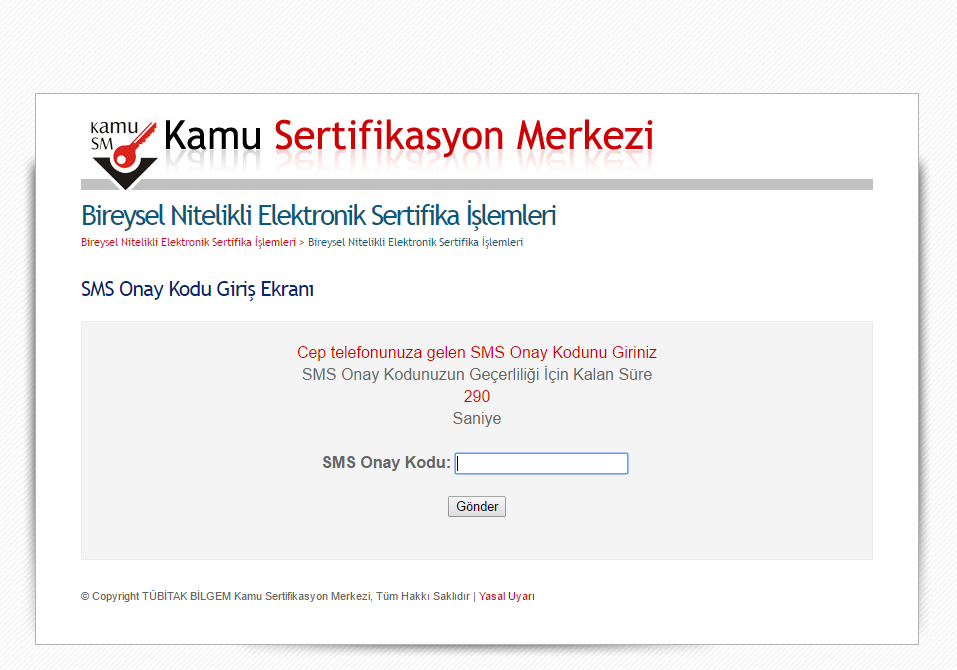 Kamu
SM
Kamu Sertifikasyon Merkezi
Bireysel Nitelikli Elektronik Sertifika İşlemleri
Bireysel Nitelikli Elektronik Sertifika İşlemleri > Bireysel Nitelikli Elektronik Sertifika İşlemleri
SMS Onay Kodu Giriş Ekranı
Cep telefonunuza gelen SMS Onay Kodunu Giriniz
SMS Onay Kodunuzun Geçerliliği İçin Kalan Süre
290
Saniye
SMS Onay Kodu:
Gönder
© Copyright TÜBİTAK BİLGEM Kamu Sertifikasyon Merkezi, Tüm Hakkı Saklıdır | Yasal Uyarı